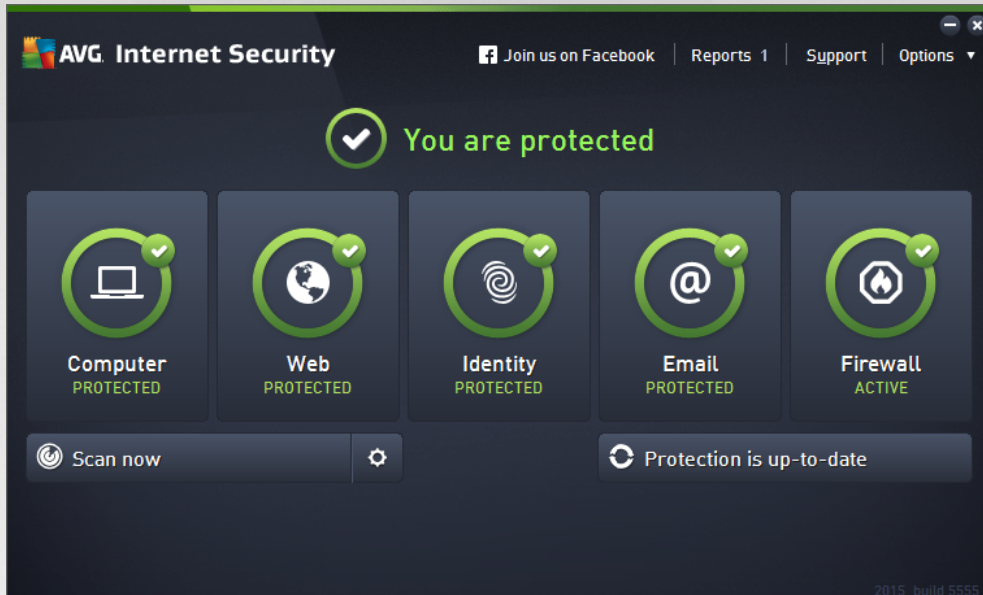 AVG. Internet Security
Join us on Facebook
Reports 1
Support
Options
You are protected
Computer
PROTECTED
Web
PROTECTED
Identity
PROTECTED
Email
PROTECTED
Firewall
ACTIVE
Scan now
Protection is up-to-date
2015 build 5555